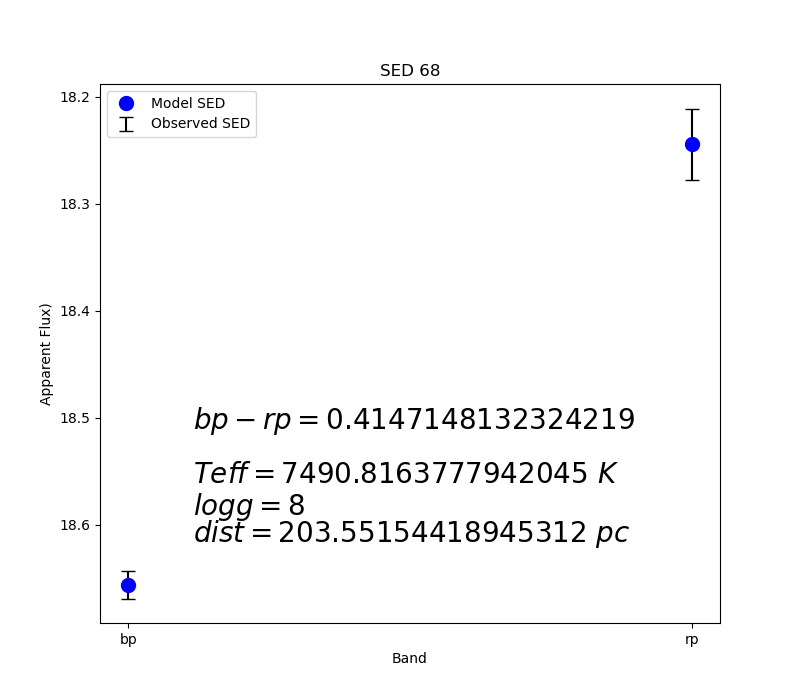 SED 68
Model SED
Observed SED
18.2
18.3
18.4
18.5
18.6
Apparent Flux)
bp − rp = 0.4147148132324219
Teff = 7490.8163777942045 K
logg = 8
dist = 203.55154418945312 pc
bp
rp
Band